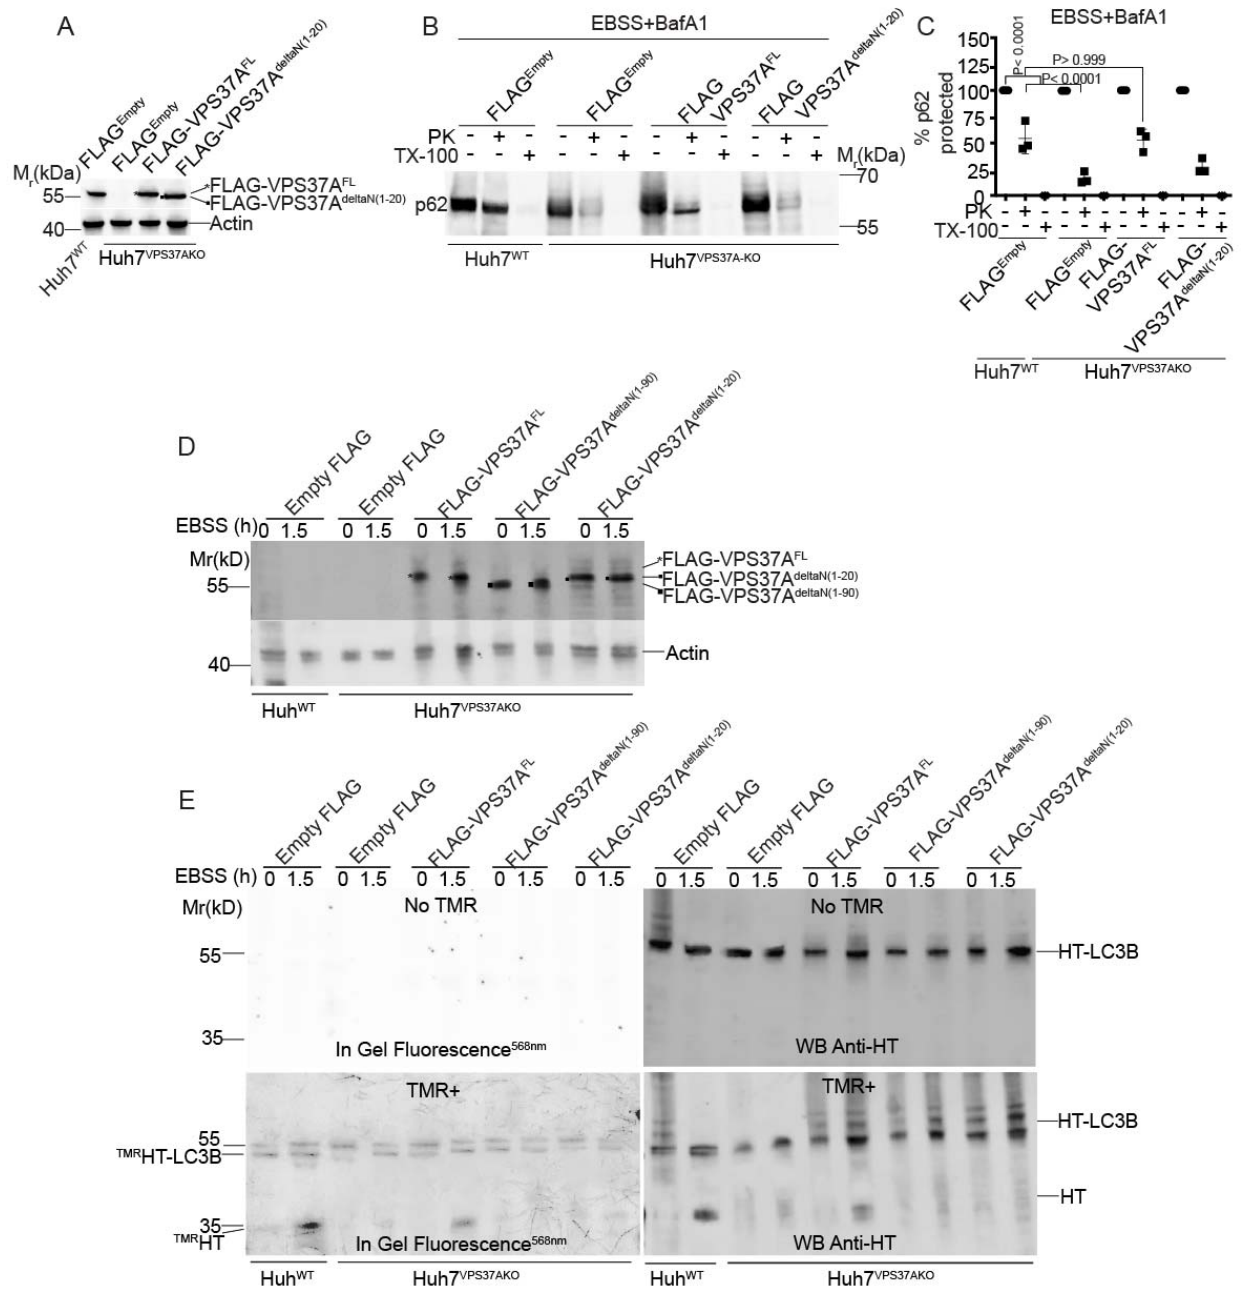 A
FLAG^Empty
FLAG^Empty
FLAG-VPS37A^FL
FLAG-VPS37A^deltaN(1-20)
Mr(kDa)
55
*FLAG-VPS37A^FL
▪FLAG-VPS37A^deltaN(1-20)
40
Actin
Huh7^WT
Huh7^VPS37AKO
B
EBSS+BafA1
FLAG^Empty
FLAG^Empty
FLAG VPS37A^FL
FLAG VPS37A^deltaN(1-20)
PK - + - - + - - + - - + -
TX-100 - - + - - + - - + - - +
Mr(kDa)
70
p62
55
Huh7^WT
Huh7^VPS37A-KO
C
EBSS+BafA1
% p62 protected
150
125
100
75
50
25
0
P< 0.0001
P> 0.999
P< 0.0001
PK - + - - + - - + - - + -
TX-100 - - + - - + - - + - - +
FLAG^Empty
FLAG^Empty
FLAG-VPS37A^FL
FLAG-VPS37A^deltaN(1-20)
Huh7^WT
Huh7^VPS37AKO
D
Empty FLAG
Empty FLAG
FLAG-VPS37A^FL
FLAG-VPS37A^deltaN(1-90)
FLAG-VPS37A^deltaN(1-20)
EBSS (h) 0 1.5 0 1.5 0 1.5 0 1.5 0 1.5
Mr(kD)
55
*FLAG-VPS37A^FL
▪FLAG-VPS37A^deltaN(1-20)
▪FLAG-VPS37A^deltaN(1-90)
40
Actin
Huh^WT
Huh7^VPS37AKO
E
Empty FLAG
Empty FLAG
FLAG-VPS37A^FL
FLAG-VPS37A^deltaN(1-90)
FLAG-VPS37A^deltaN(1-20)
Empty FLAG
Empty FLAG
FLAG-VPS37A^FL
FLAG-VPS37A^deltaN(1-90)
FLAG-VPS37A^deltaN(1-20)
EBSS (h) 0 1.5 0 1.5 0 1.5 0 1.5 0 1.5 0 1.5 0 1.5 0 1.5 0 1.5 0 1.5
Mr(kD)
No TMR
No TMR
55
HT-LC3B
35
In Gel Fluorescence^568nm
WB Anti-HT
TMR+
TMR+
55
HT-LC3B
^TMR HT-LC3B
HT
35
^TMR HT
In Gel Fluorescence^568nm
WB Anti-HT
Huh^WT
Huh7^VPS37AKO
Huh^WT
Huh7^VPS37AKO